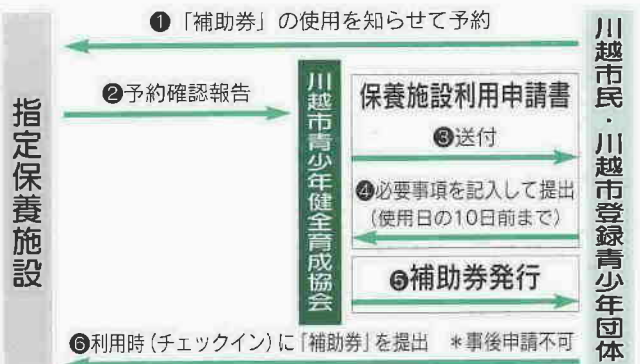 ❶「補助券」の使用を知らせて予約
指定保養施設
❷予約確認報告
川越市青少年健全育成協会
保養施設利用申請書
❸送付
❹必要事項を記入して提出
(使用日の10日前まで)
❺補助券発行
❻利用時(チェックイン)に「補助券」を提出 *事後申請不可
川越市民・川越市登録青少年団体